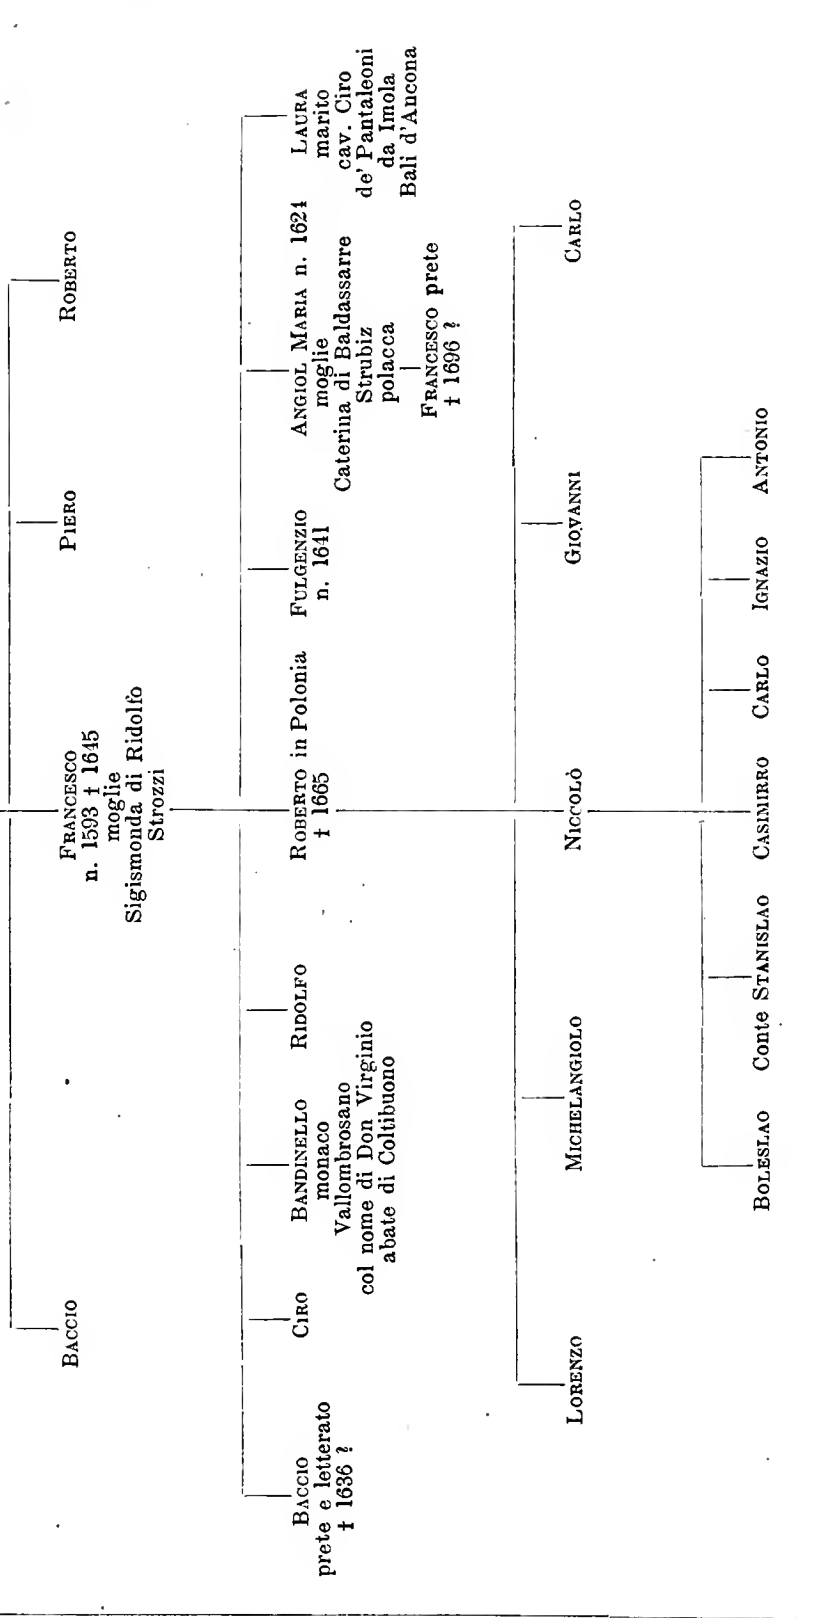 BACCIO
FRANCESCO
n. 1593 † 1645
moglie
Sigismonda di Ridolfo
Strozzi
PIERO
ROBERTO
BACCIO
prete e letterato
† 1636 ?
CIRO
BANDINELLO
monaco
Vallombrosano
col nome di Don Virginio
abate di Coltibuono
RIDOLFO
ROBERTO in Polonia
† 1665
FULGENZIO
n. 1641
ANGIOL MARIA n. 1624
moglie
Caterina di Baldassarre
Strubiz
polacca
FRANCESCO prete
† 1696 ?
LAURA
marito
cav. Ciro
de' Pantaleoni
da Imola
Balì d'Ancona
LORENZO
MICHELANGIOLO
NICCOLÒ
GIOVANNI
CARLO
BOLESLAO
Conte STANISLAO
CASIMIRRO
CARLO
IGNAZIO
ANTONIO